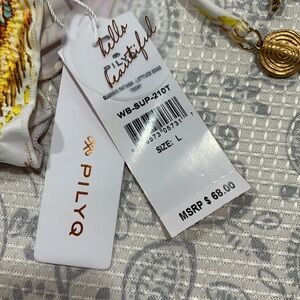 hello
beautiful
PILYQ
WB-SUP-210T
SIZE: L
MSRP $ 68.00
PILYQ